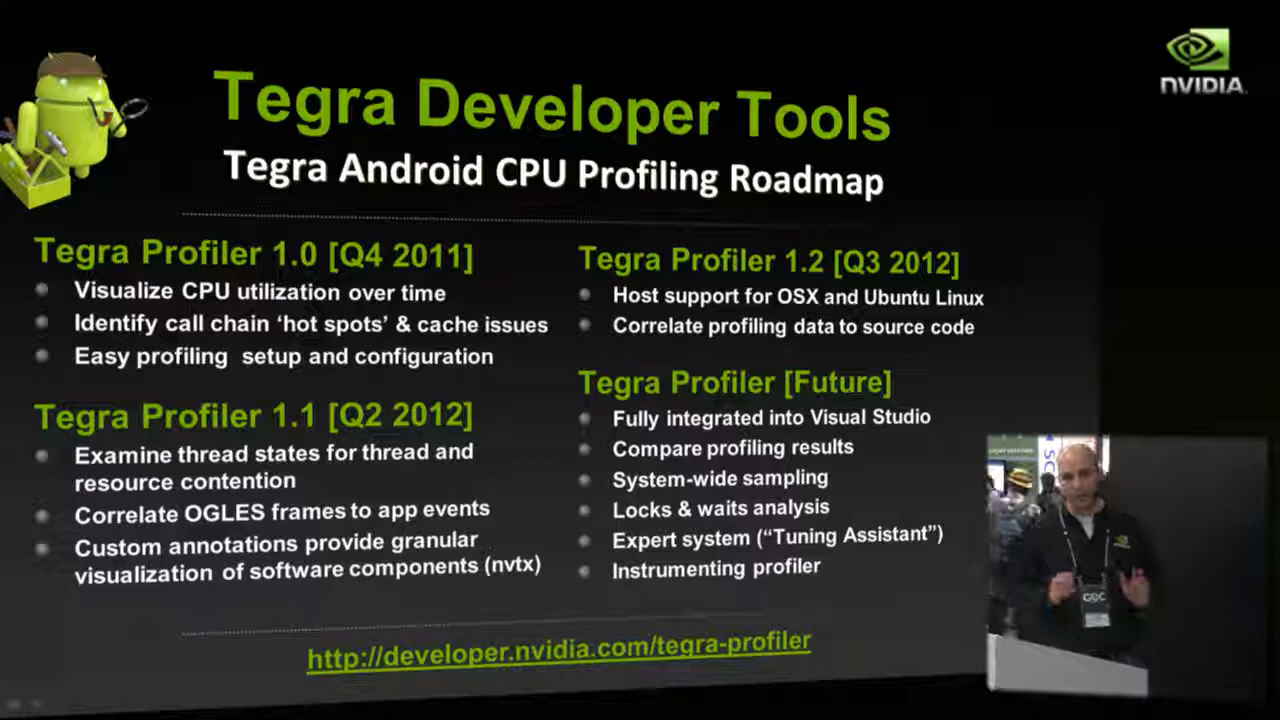 NVIDIA.
Tegra Developer Tools
Tegra Android CPU Profiling Roadmap
Tegra Profiler 1.0 [Q4 2011]
Visualize CPU utilization over time
Identify call chain ‘hot spots’ & cache issues
Easy profiling setup and configuration
Tegra Profiler 1.1 [Q2 2012]
Examine thread states for thread and
resource contention
Correlate OGLES frames to app events
Custom annotations provide granular
visualization of software components (nvtx)
Tegra Profiler 1.2 [Q3 2012]
Host support for OSX and Ubuntu Linux
Correlate profiling data to source code
Tegra Profiler [Future]
Fully integrated into Visual Studio
Compare profiling results
System-wide sampling
Locks & waits analysis
Expert system (“Tuning Assistant”)
Instrumenting profiler
http://developer.nvidia.com/tegra-profiler
GDC